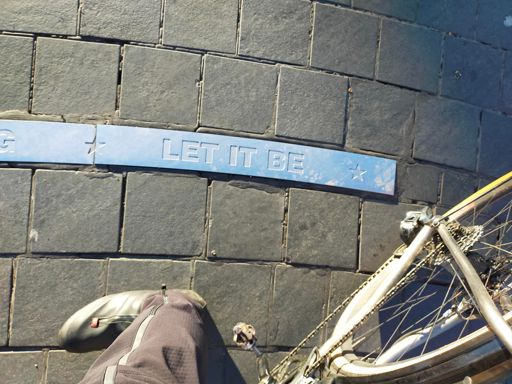 G ★ LET IT BE ★